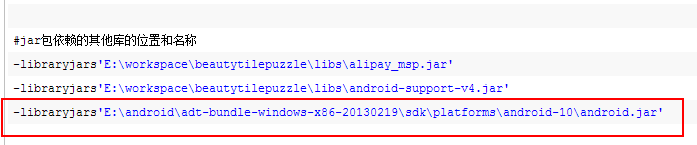 #jar包依赖的其他库的位置和名称
-libraryjars'E:\workspace\beautytilepuzzle\libs\alipay_msp.jar'
-libraryjars'E:\workspace\beautytilepuzzle\libs\android-support-v4.jar'
-libraryjars'E:\android\adt-bundle-windows-x86-20130219\sdk\platforms\android-10\android.jar'